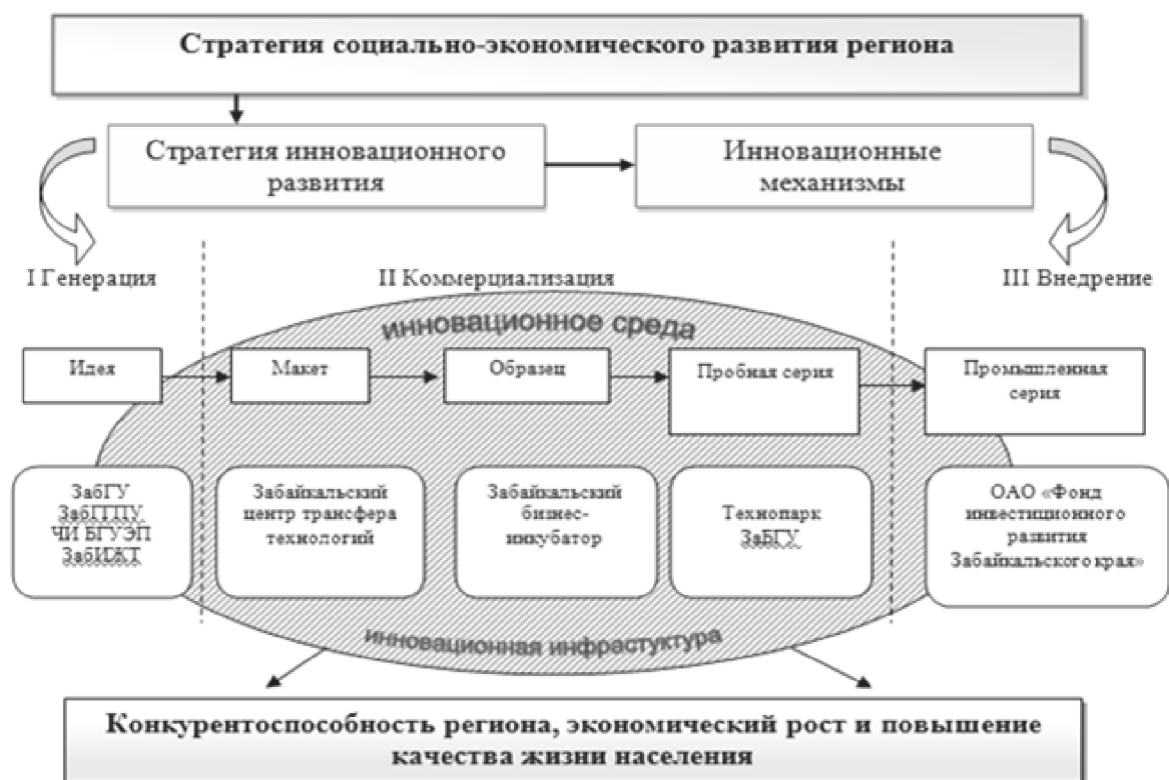 Стратегия социально-экономического развития региона
Стратегия инновационного
развития
Инновационные
механизмы
I Генерация
II Коммерциализация
III Внедрение
инновационное среда
Идея
Макет
Образец
Пробная серия
Промышленная
серия
ЗабГУ
ЗабГГПУ
ЧИ БГУЭП
ЗабИЖТ
Забайкальский
центр трансфера
технологий
Забайкальский
бизнес-
инкубатор
Технопарк
ЗаБГУ
ОАО «Фонд
инвестиционного
развития
Забайкальского края»
инновационная инфрастуктура
Конкурентоспособность региона, экономический рост и повышение
качества жизни населения